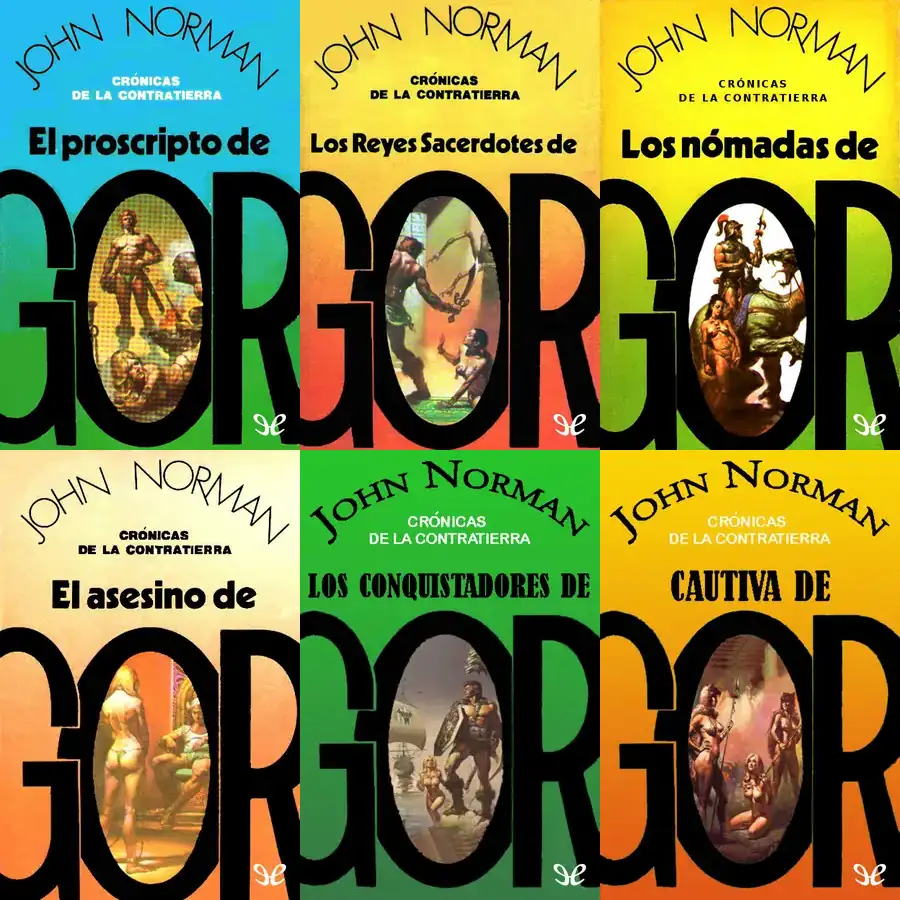 JOHN NORMAN
CRÓNICAS
DE LA CONTRATIERRA
El proscripto de
GOR
JOHN NORMAN
CRÓNICAS
DE LA CONTRATIERRA
Los Reyes Sacerdotes de
GOR
JOHN NORMAN
CRÓNICAS
DE LA CONTRATIERRA
Los nómadas de
GOR
JOHN NORMAN
CRÓNICAS
DE LA CONTRATIERRA
El asesino de
GOR
JOHN NORMAN
CRÓNICAS
DE LA CONTRATIERRA
LOS CONQUISTADORES DE
GOR
JOHN NORMAN
CRÓNICAS
DE LA CONTRATIERRA
CAUTIVA DE
GOR